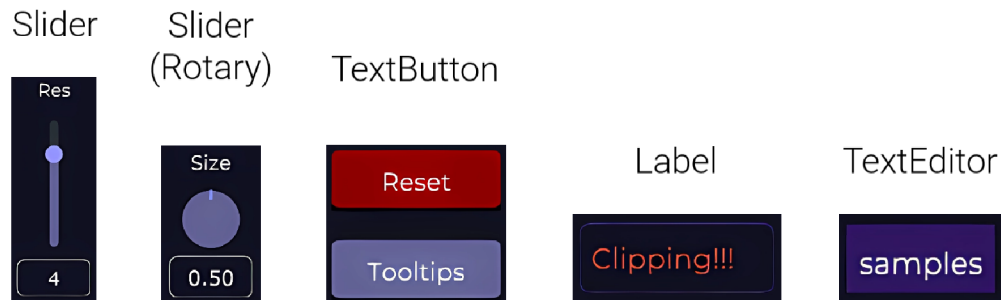 Slider
Res
4
Slider
(Rotary)
Size
0.50
TextButton
Reset
Tooltips
Label
Clipping!!!
TextEditor
samples